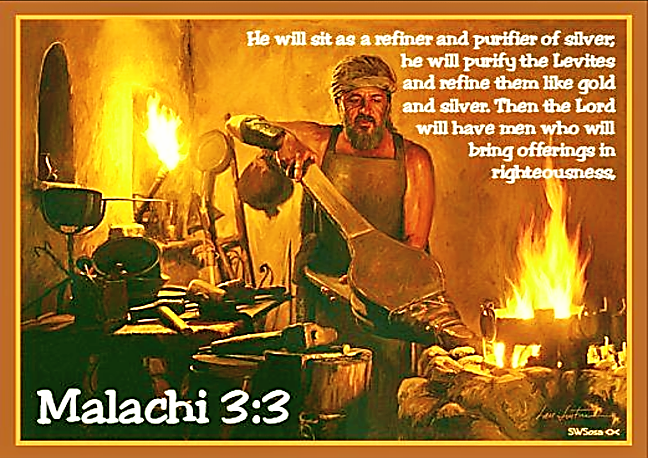 He will sit as a refiner and purifier of silver;
he will purify the Levites
and refine them like gold
and silver. Then the Lord
will have men who will
bring offerings in
righteousness,
Malachi 3:3
SWSosa